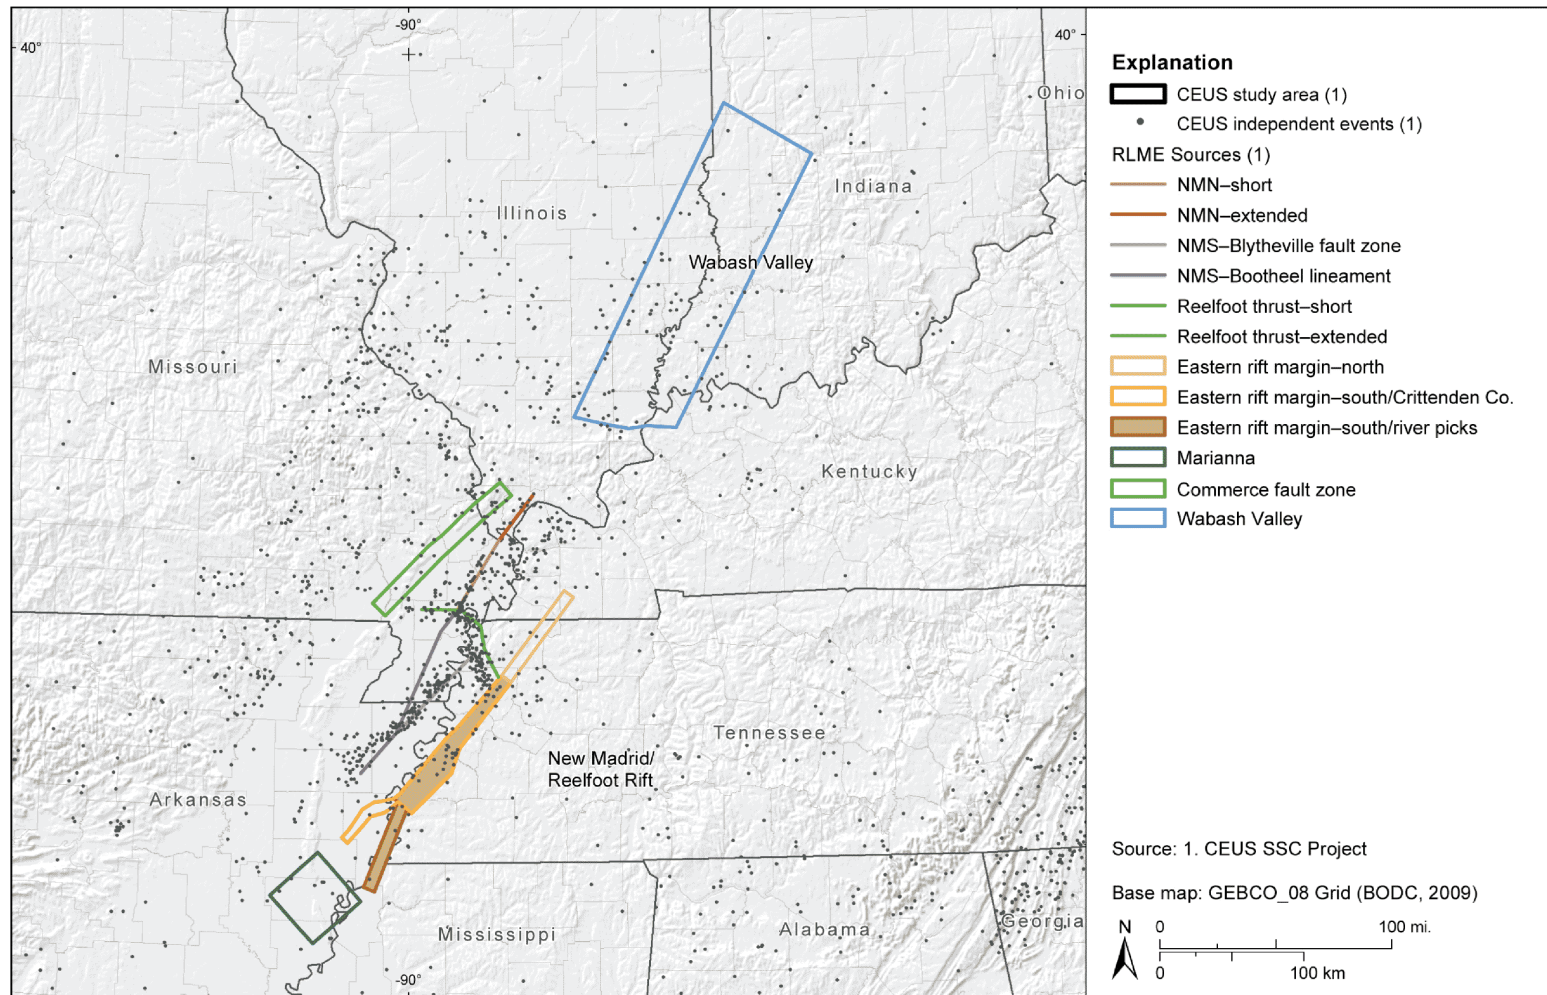 -90°
40°
40°
Ohio
Indiana
Illinois
Wabash Valley
Missouri
Kentucky
Tennessee
New Madrid/
Reelfoot Rift
Arkansas
Mississippi
Alabama
Georgia
-90°
Explanation
CEUS study area (1)
CEUS independent events (1)
RLME Sources (1)
NMN–short
NMN–extended
NMS–Blytheville fault zone
NMS–Bootheel lineament
Reelfoot thrust–short
Reelfoot thrust–extended
Eastern rift margin–north
Eastern rift margin–south/Crittenden Co.
Eastern rift margin–south/river picks
Marianna
Commerce fault zone
Wabash Valley
Source: 1. CEUS SSC Project
Base map: GEBCO_08 Grid (BODC, 2009)
N
0 100 mi.
0 100 km